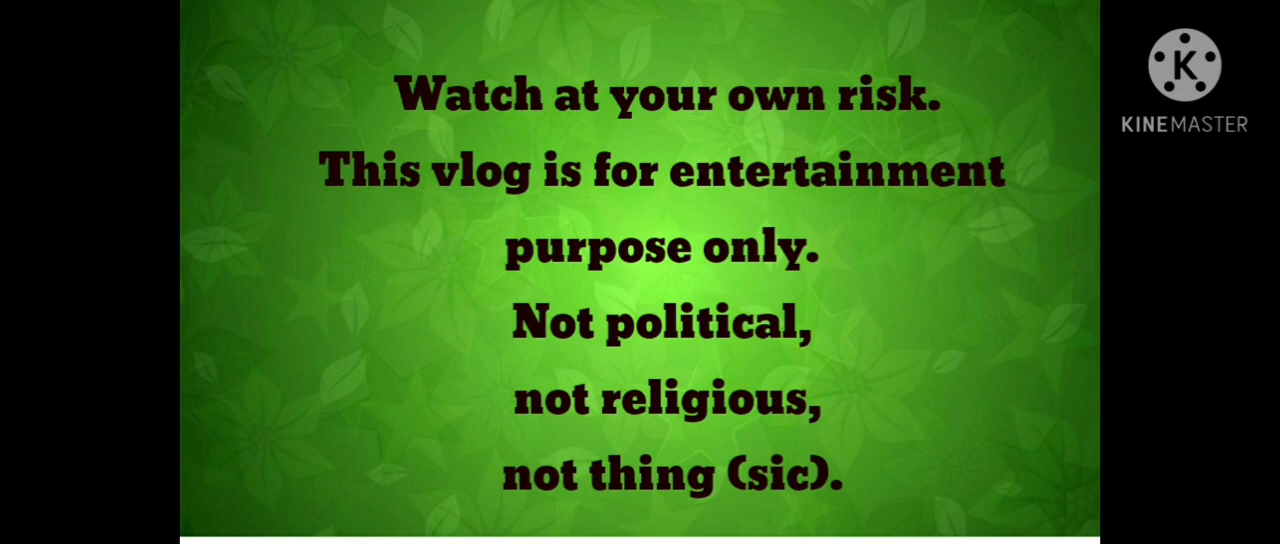 Watch at your own risk.
This vlog is for entertainment
purpose only.
Not political,
not religious,
not thing (sic).
K
KINEMASTER